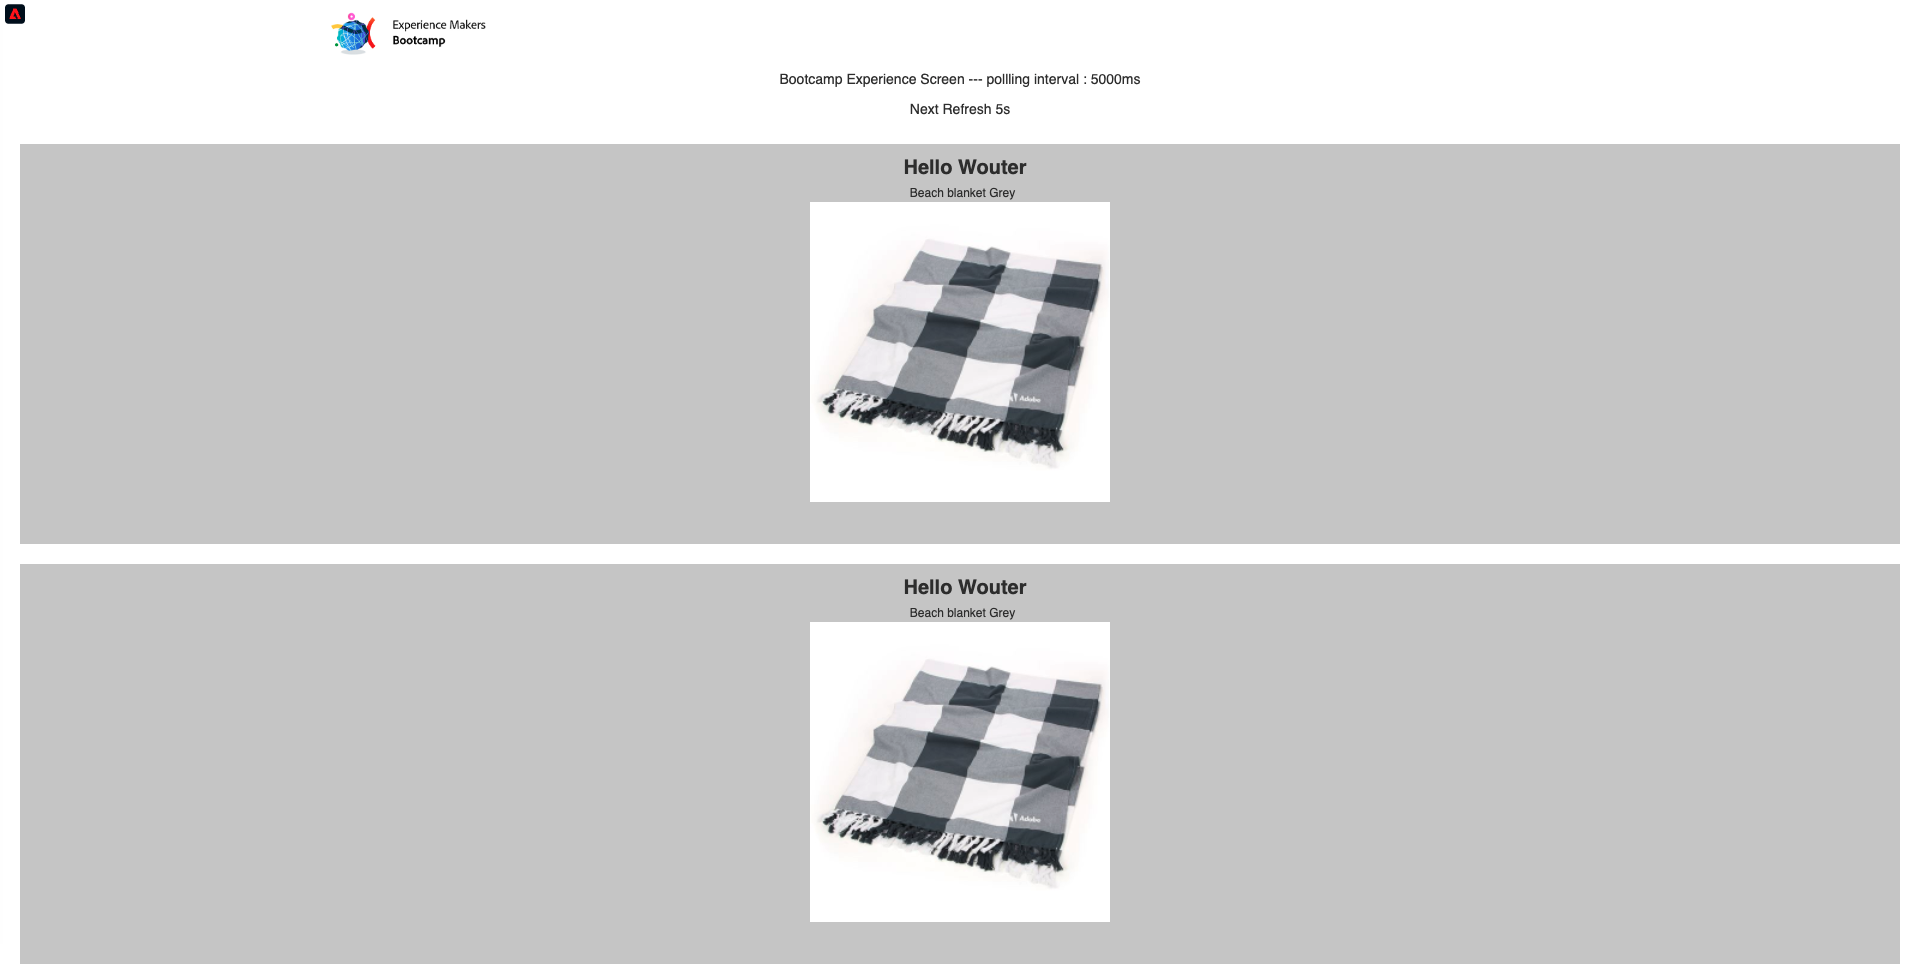 Experience Makers
Bootcamp
Bootcamp Experience Screen --- pollling interval : 5000ms
Next Refresh 5s
Hello Wouter
Beach blanket Grey
Adobe
Hello Wouter
Beach blanket Grey
Adobe